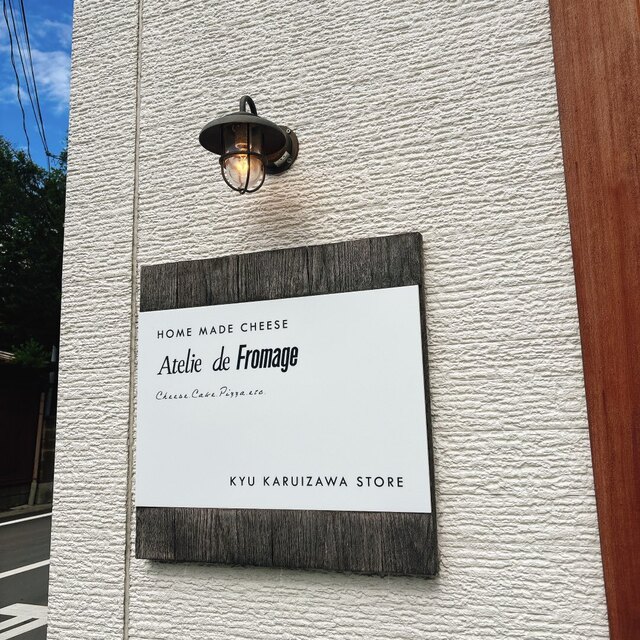 HOME MADE CHEESE
Atelie de Fromage
Cheese.Cake.Pizza.etc.
KYU KARUIZAWA STORE